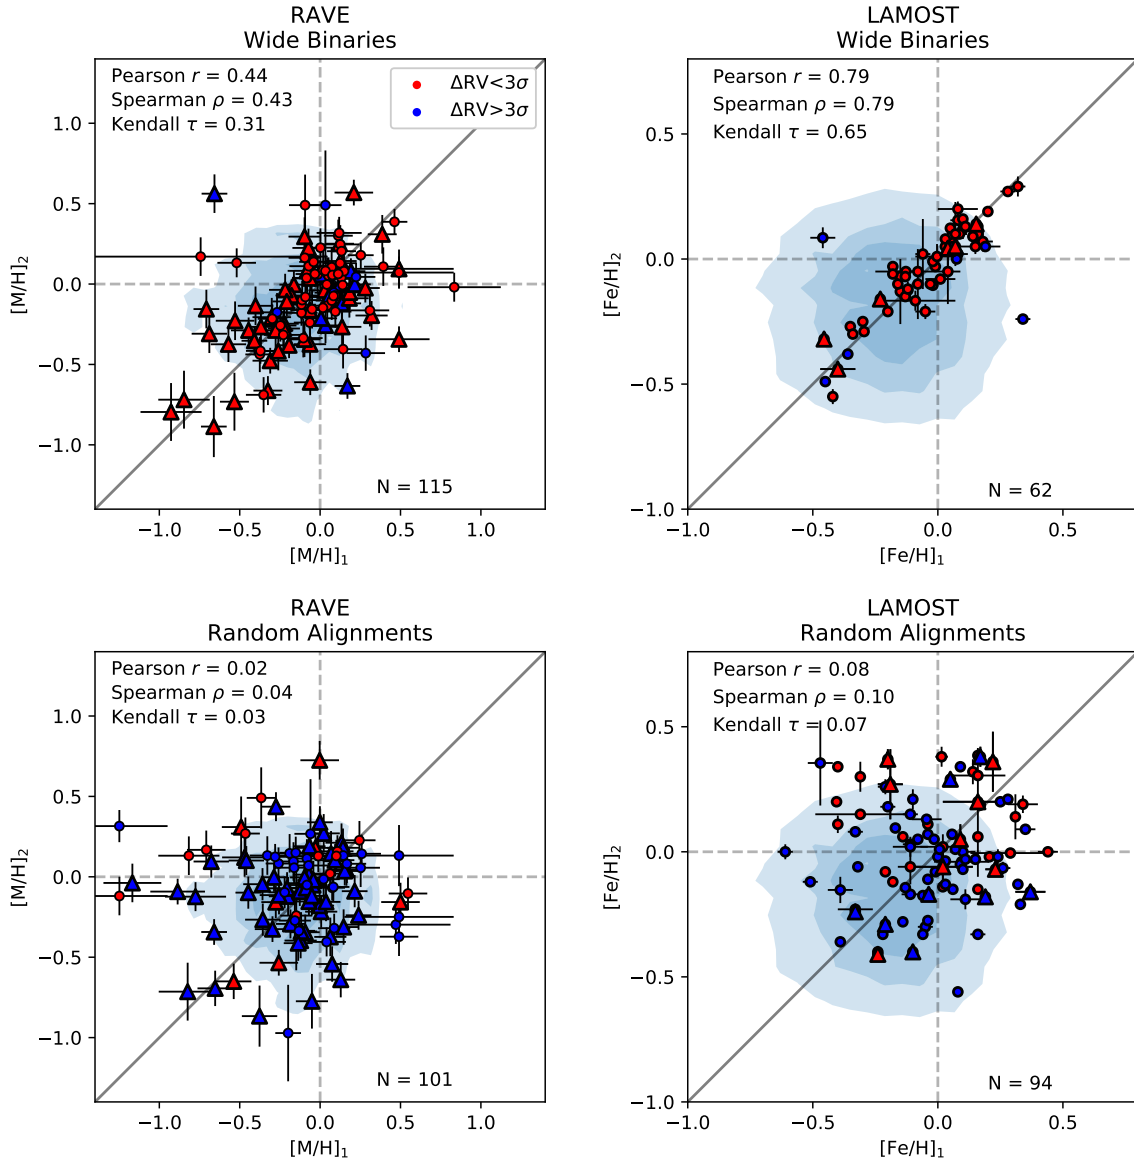 RAVE
Wide Binaries
Pearson r = 0.44
Spearman ρ = 0.43
Kendall τ = 0.31
ΔRV<3σ
ΔRV>3σ
1.0
0.5
0.0
−0.5
−1.0
[M/H]2
N = 115
−1.0 −0.5 0.0 0.5 1.0
[M/H]1
LAMOST
Wide Binaries
Pearson r = 0.79
Spearman ρ = 0.79
Kendall τ = 0.65
0.5
0.0
−0.5
−1.0
[Fe/H]2
N = 62
−1.0 −0.5 0.0 0.5
[Fe/H]1
RAVE
Random Alignments
Pearson r = 0.02
Spearman ρ = 0.04
Kendall τ = 0.03
1.0
0.5
0.0
−0.5
−1.0
[M/H]2
N = 101
−1.0 −0.5 0.0 0.5 1.0
[M/H]1
LAMOST
Random Alignments
Pearson r = 0.08
Spearman ρ = 0.10
Kendall τ = 0.07
0.5
0.0
−0.5
−1.0
[Fe/H]2
N = 94
−1.0 −0.5 0.0 0.5
[Fe/H]1